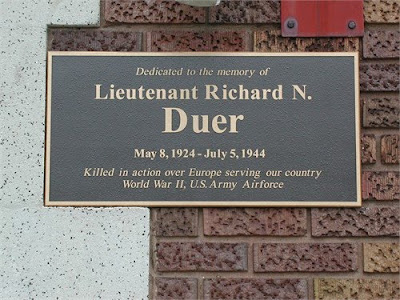 Dedicated to the memory of
Lieutenant Richard N.
Duer
May 8, 1924 - July 5, 1944
Killed in action over Europe serving our country
World War II, U.S. Army Airforce